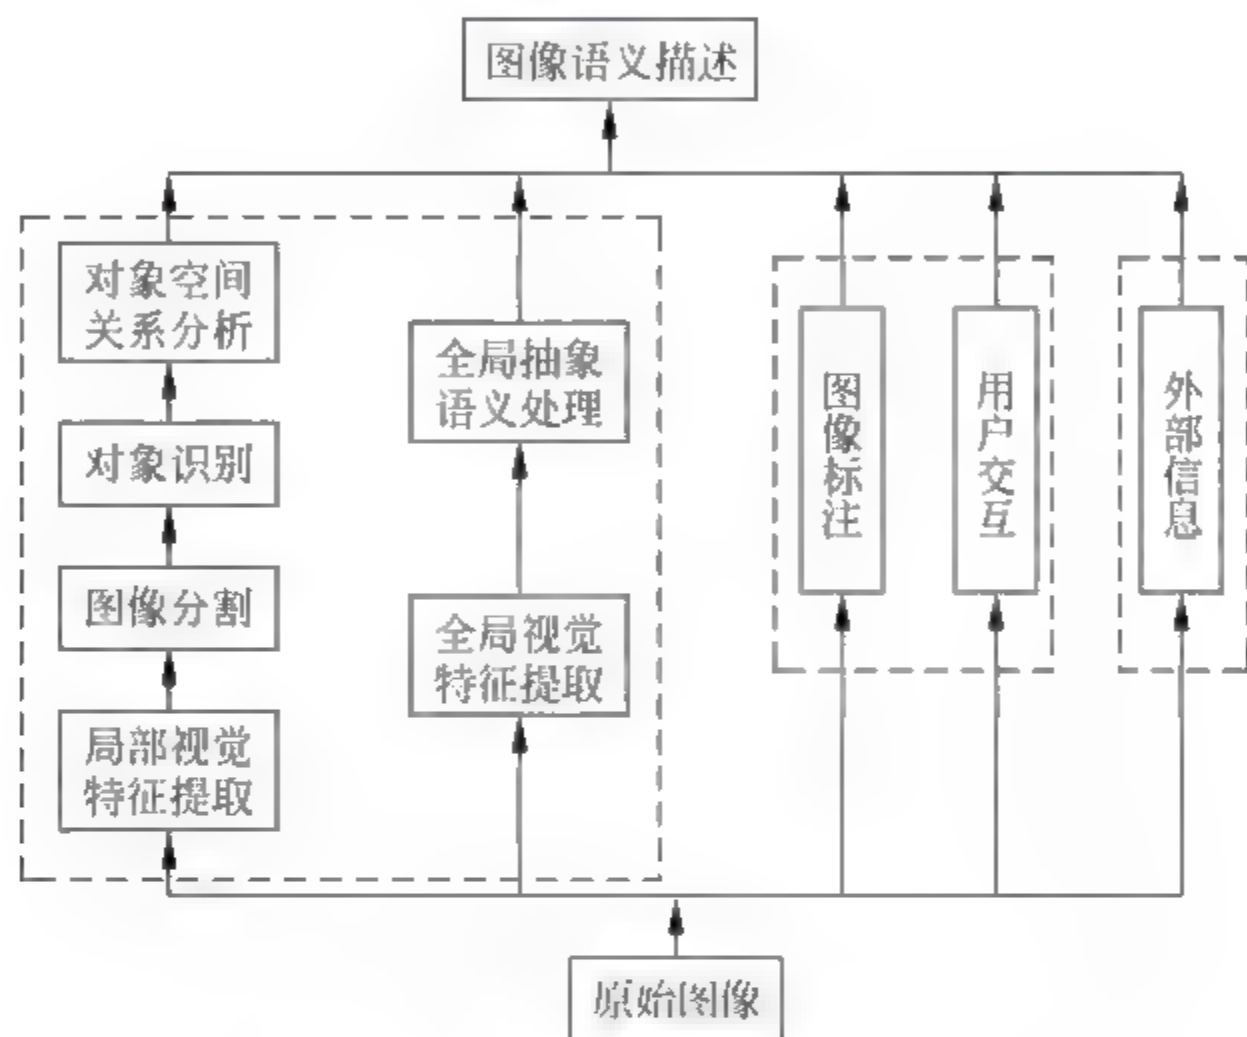 图像语义描述
对象空间
关系分析
对象识别
图像分割
局部视觉
特征提取
全局抽象
语义处理
全局视觉
特征提取
图像标注
用户交互
外部信息
原始图像